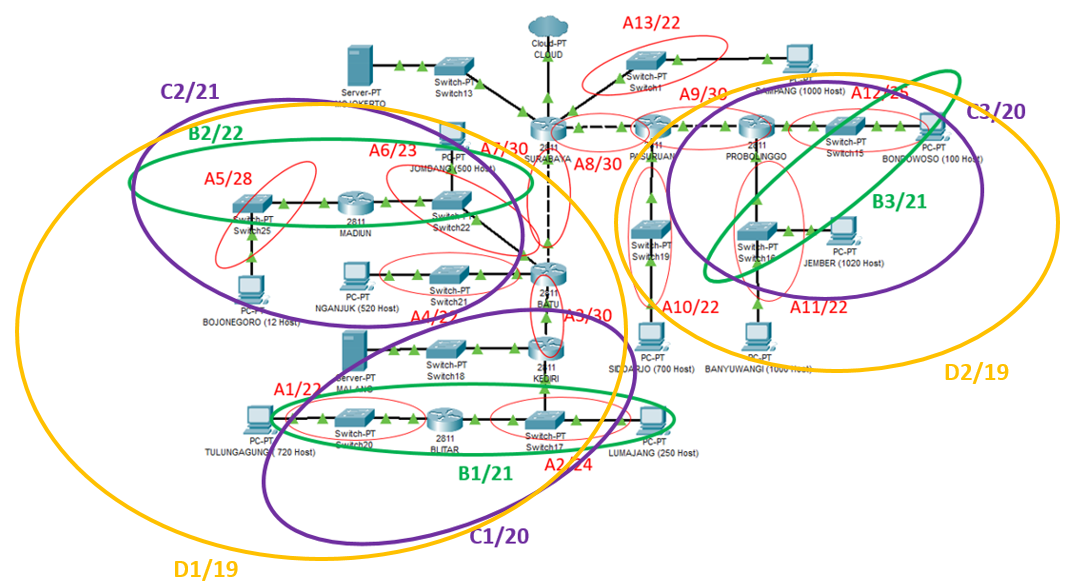 A13/22
Cloud-PT
CLOUD
Server-PT
Switch-PT
Switch13
Switch-PT
Switch1
PC-PT
SAMPANG (1000 Host)
C2/21
B2/22
A6/23
A7/30
A9/30
A12/25
C3/20
PC-PT
JOMBANG (500 Host)
2811
SURABAYA
A8/30
PASURUAN
2811
PROBOLINGGO
Switch-PT
Switch15
PC-PT
BONDOWOSO (100 Host)
A5/28
Switch-PT
Switch25
2811
MADIUN
Switch-PT
Switch22
B3/21
Switch-PT
Switch19
Switch-PT
Switch16
PC-PT
JEMBER (1020 Host)
PC-PT
BOJONEGORO (12 Host)
PC-PT
NGANJUK (520 Host)
Switch-PT
Switch21
2811
BATU
A4/22
A3/30
A10/22
A11/22
Server-PT
MALANG
Switch-PT
Switch18
2811
KEDIRI
PC-PT
SIDOARJO (700 Host)
PC-PT
BANYUWANGI (1000 Host)
D2/19
A1/22
PC-PT
TULUNGAGUNG (720 Host)
Switch-PT
Switch20
2811
BLITAR
Switch-PT
Switch17
PC-PT
LUMAJANG (250 Host)
B1/21
A2/24
C1/20
D1/19